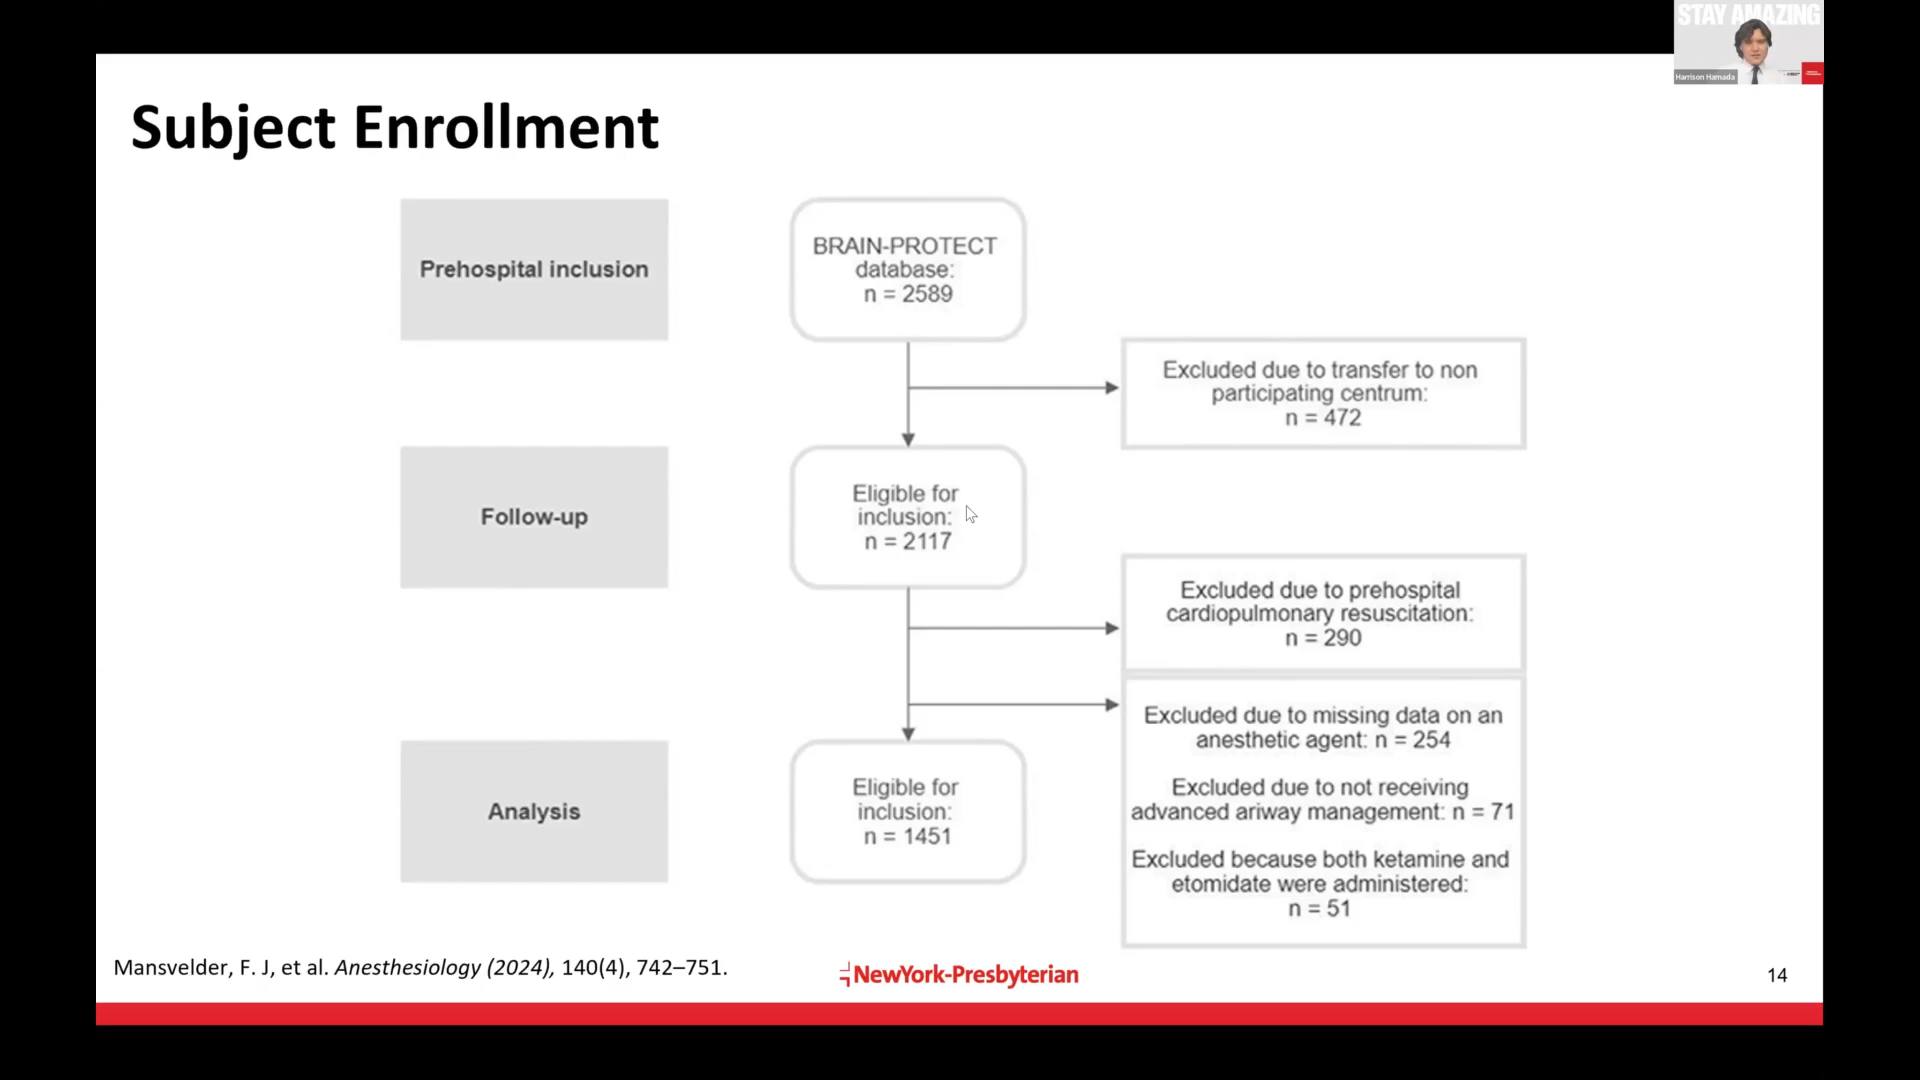 STAY AMAZING
Harrison Hamada
Subject Enrollment
Prehospital inclusion
BRAIN-PROTECT
database:
n = 2589
Excluded due to transfer to non
participating centrum:
n = 472
Follow-up
Eligible for
inclusion:
n = 2117
Excluded due to prehospital
cardiopulmonary resuscitation:
n = 290
Excluded due to missing data on an
anesthetic agent: n = 254
Excluded due to not receiving
advanced ariway management: n = 71
Excluded because both ketamine and
etomidate were administered:
n = 51
Analysis
Eligible for
inclusion:
n = 1451
Mansvelder, F. J, et al. Anesthesiology (2024), 140(4), 742–751.
NewYork-Presbyterian
14